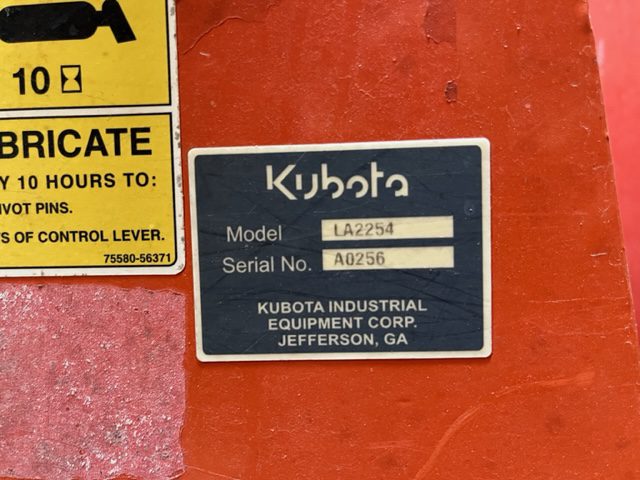 10
BRICATE
Y 10 HOURS TO:
IVOT PINS.
TS OF CONTROL LEVER.
75580-56371
Kubota
Model LA2254
Serial No. A0256
KUBOTA INDUSTRIAL
EQUIPMENT CORP.
JEFFERSON, GA